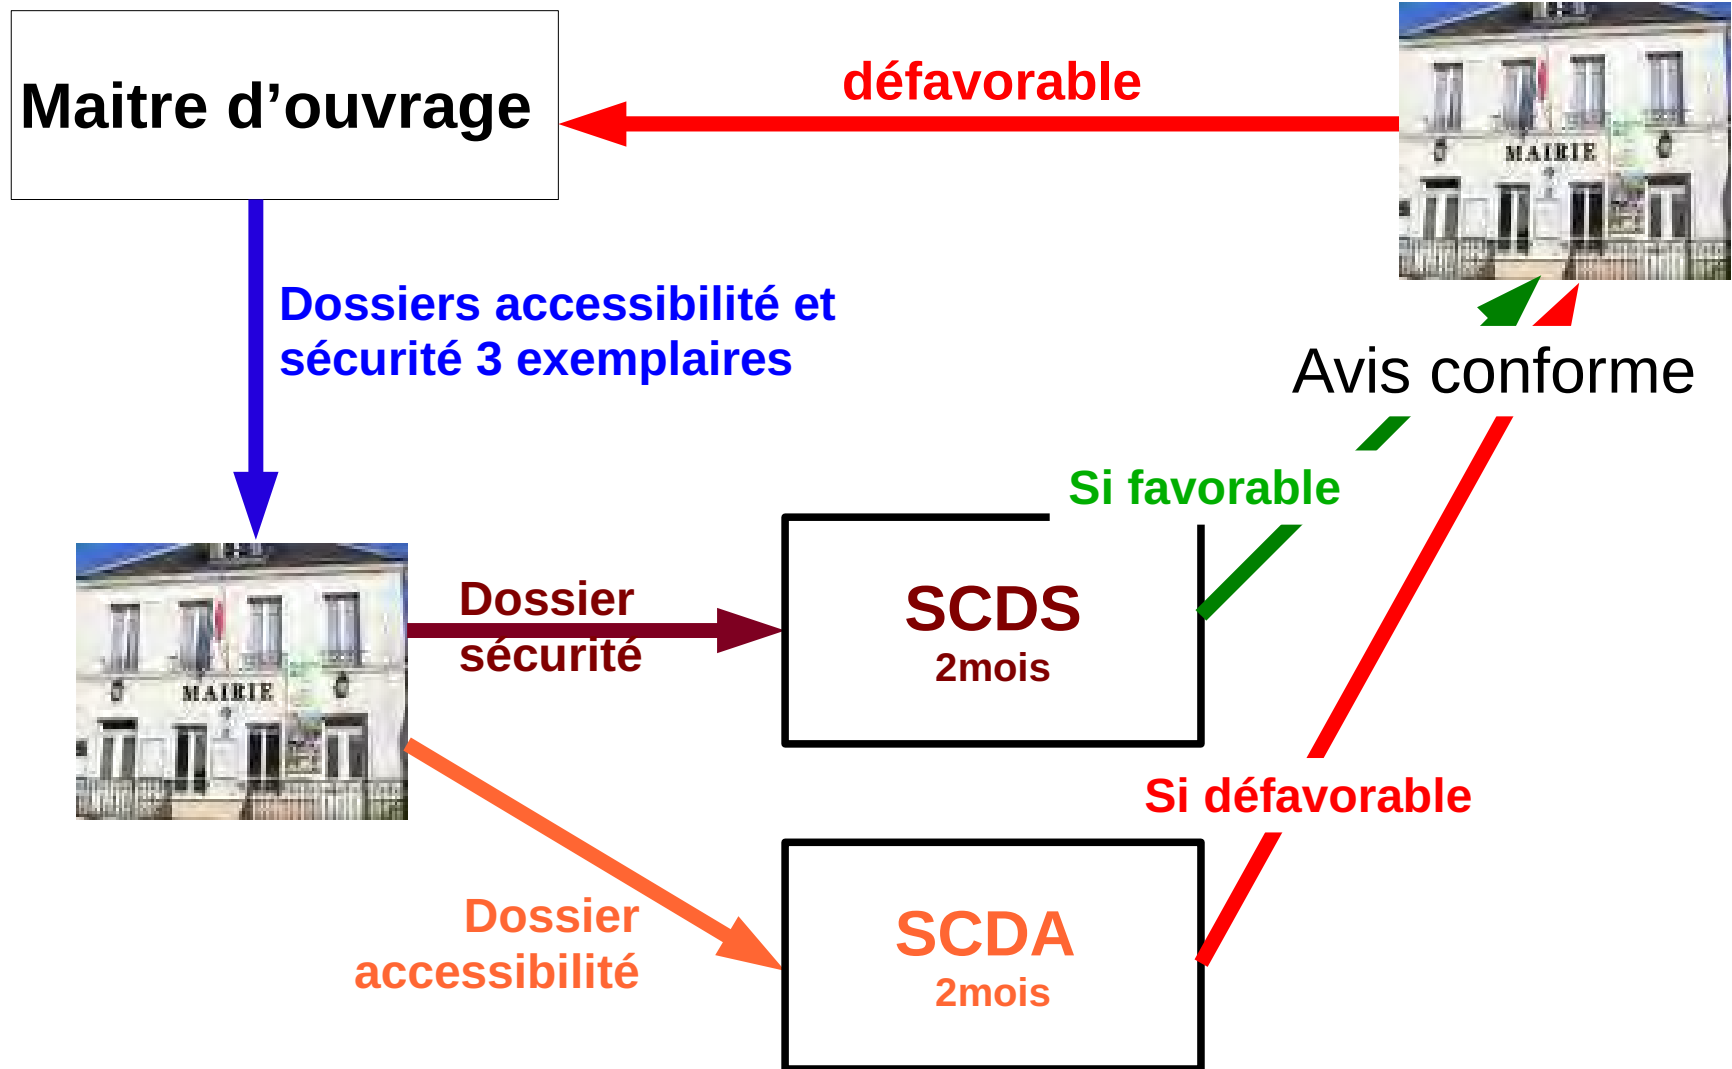 Maitre d’ouvrage
défavorable
MAIRIE
Dossiers accessibilité et
sécurité 3 exemplaires
Avis conforme
Si favorable
Dossier
sécurité
SCDS
2mois
MAIRIE
Si défavorable
Dossier
accessibilité
SCDA
2mois